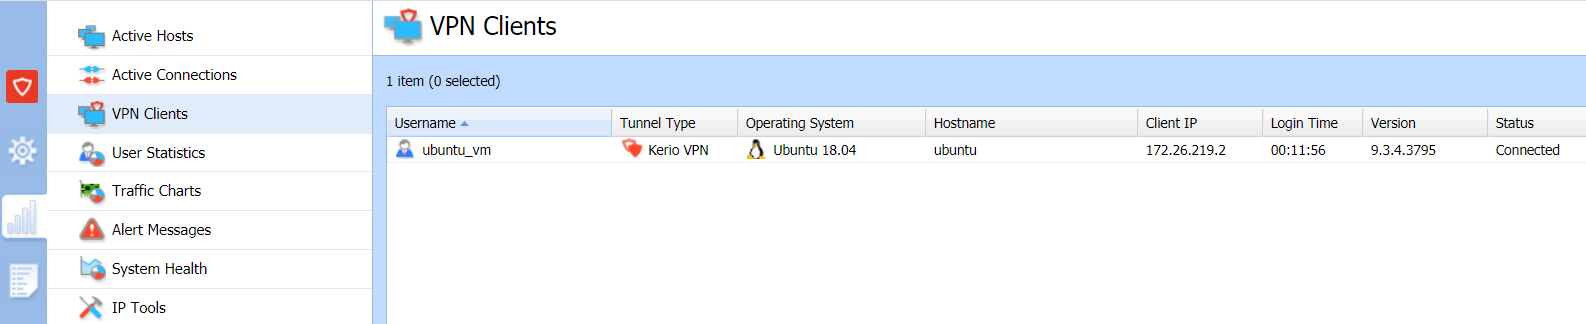 Active Hosts
Active Connections
VPN Clients
User Statistics
Traffic Charts
Alert Messages
System Health
IP Tools
VPN Clients
1 item (0 selected)
Username Tunnel Type Operating System Hostname Client IP Login Time Version Status
ubuntu_vm Kerio VPN Ubuntu 18.04 ubuntu 172.26.219.2 00:11:56 9.3.4.3795 Connected